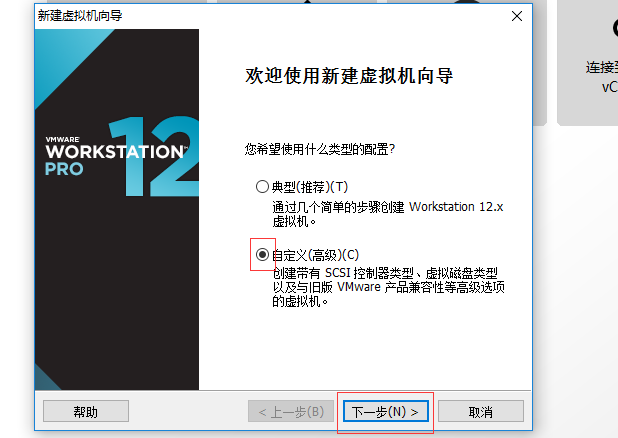 新建虚拟机向导
连接到
vC
欢迎使用新建虚拟机向导
VMWARE
WORKSTATION™
PRO
12
您希望使用什么类型的配置?
典型(推荐)(T)
通过几个简单的步骤创建 Workstation 12.x
虚拟机。
自定义(高级)(C)
创建带有 SCSI 控制器类型、虚拟磁盘类型
以及与旧版 VMware 产品兼容性等高级选项
的虚拟机。
帮助
< 上一步(B)
下一步(N) >
取消